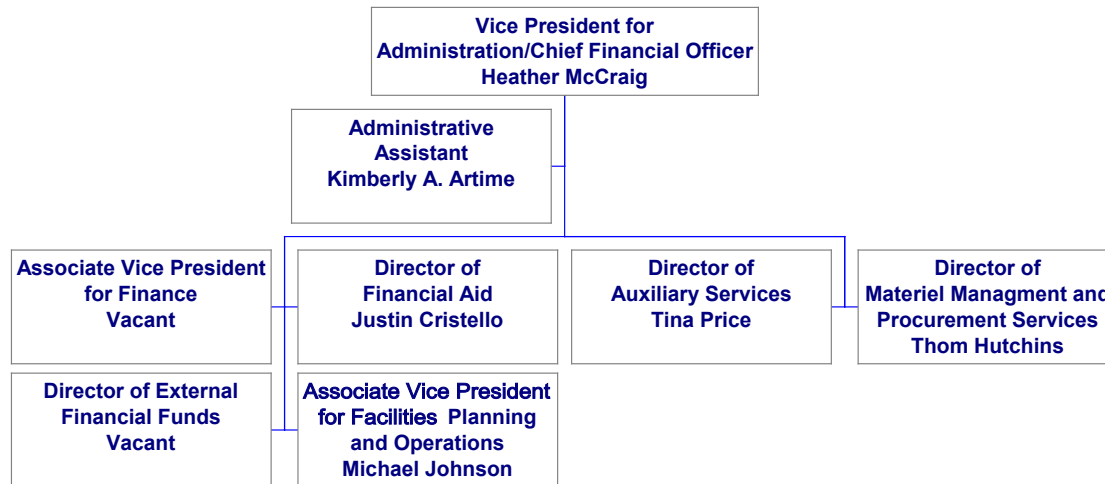 Vice President for
Administration/Chief Financial Officer
Heather McCraig
Administrative
Assistant
Kimberly A. Artime
Associate Vice President
for Finance
Vacant
Director of
Financial Aid
Justin Cristello
Director of
Auxiliary Services
Tina Price
Director of
Materiel Managment and
Procurement Services
Thom Hutchins
Director of External
Financial Funds
Vacant
Associate Vice President
for Facilities Planning
and Operations
Michael Johnson